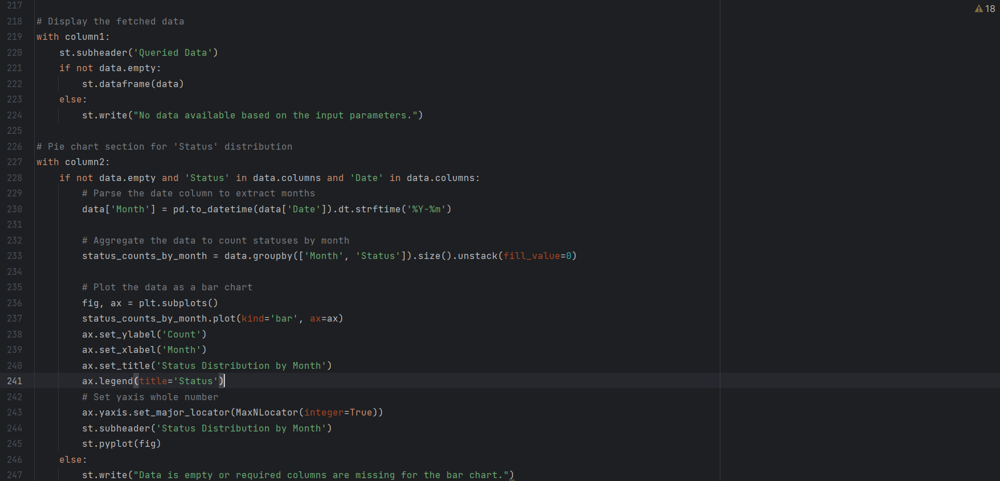 18
217
218 # Display the fetched data
219 with column1:
220     st.subheader('Queried Data')
221     if not data.empty:
222         st.dataframe(data)
223     else:
224         st.write("No data available based on the input parameters.")
225
226 # Pie chart section for 'Status' distribution
227 with column2:
228     if not data.empty and 'Status' in data.columns and 'Date' in data.columns:
229         # Parse the date column to extract months
230         data['Month'] = pd.to_datetime(data['Date']).dt.strftime('%Y-%m')
231
232         # Aggregate the data to count statuses by month
233         status_counts_by_month = data.groupby(['Month', 'Status']).size().unstack(fill_value=0)
234
235         # Plot the data as a bar chart
236         fig, ax = plt.subplots()
237         status_counts_by_month.plot(kind='bar', ax=ax)
238         ax.set_ylabel('Count')
239         ax.set_xlabel('Month')
240         ax.set_title('Status Distribution by Month')
241         ax.legend(title='Status')
242         # Set yaxis whole number
243         ax.yaxis.set_major_locator(MaxNLocator(integer=True))
244         st.subheader('Status Distribution by Month')
245         st.pyplot(fig)
246     else:
247         st.write("Data is empty or required columns are missing for the bar chart.")